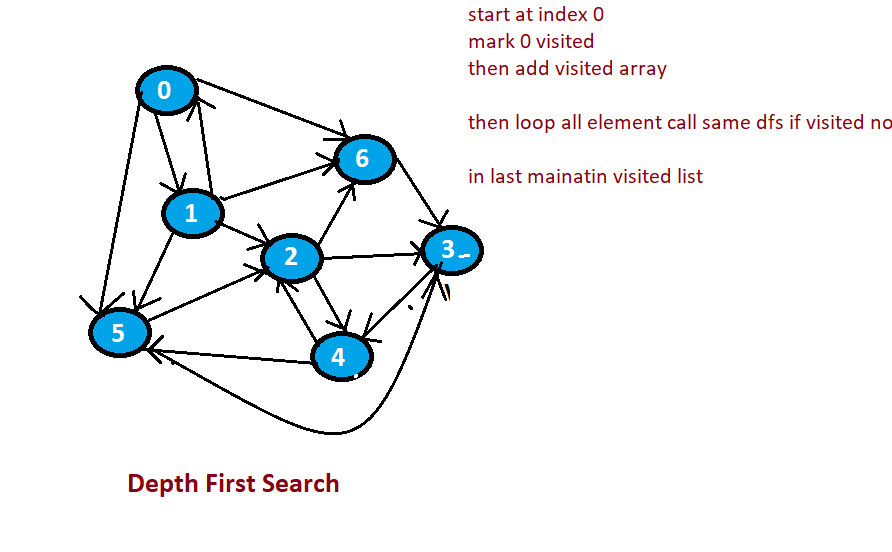 start at index 0
mark 0 visited
then add visited array
then loop all element call same dfs if visited no
in last mainatin visited list
0
6
1
2
3
5
4
Depth First Search